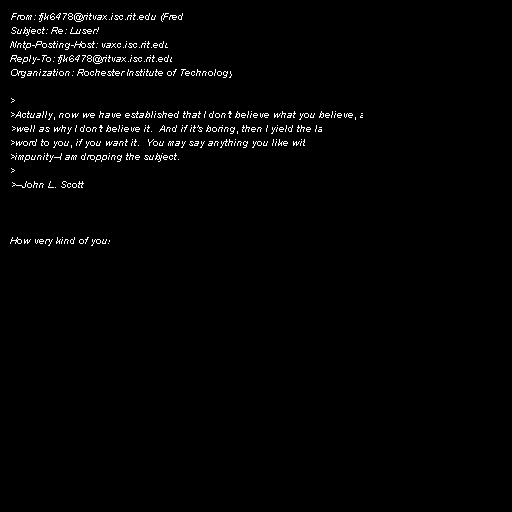 From: fjk6478@ritvax.isc.rit.edu (Fred
Subject: Re: Luser!
Nntp-Posting-Host: vaxc.isc.rit.edu
Reply-To: fjk6478@ritvax.isc.rit.edu
Organization: Rochester Institute of Technology

>
>Actually, now we have established that I don't believe what you believe, a
>well as why I don't believe it.  And if it's boring, then I yield the la
>word to you, if you want it.  You may say anything you like wit
>impunity--I am dropping the subject.
>
>--John L. Scott

How very kind of you!